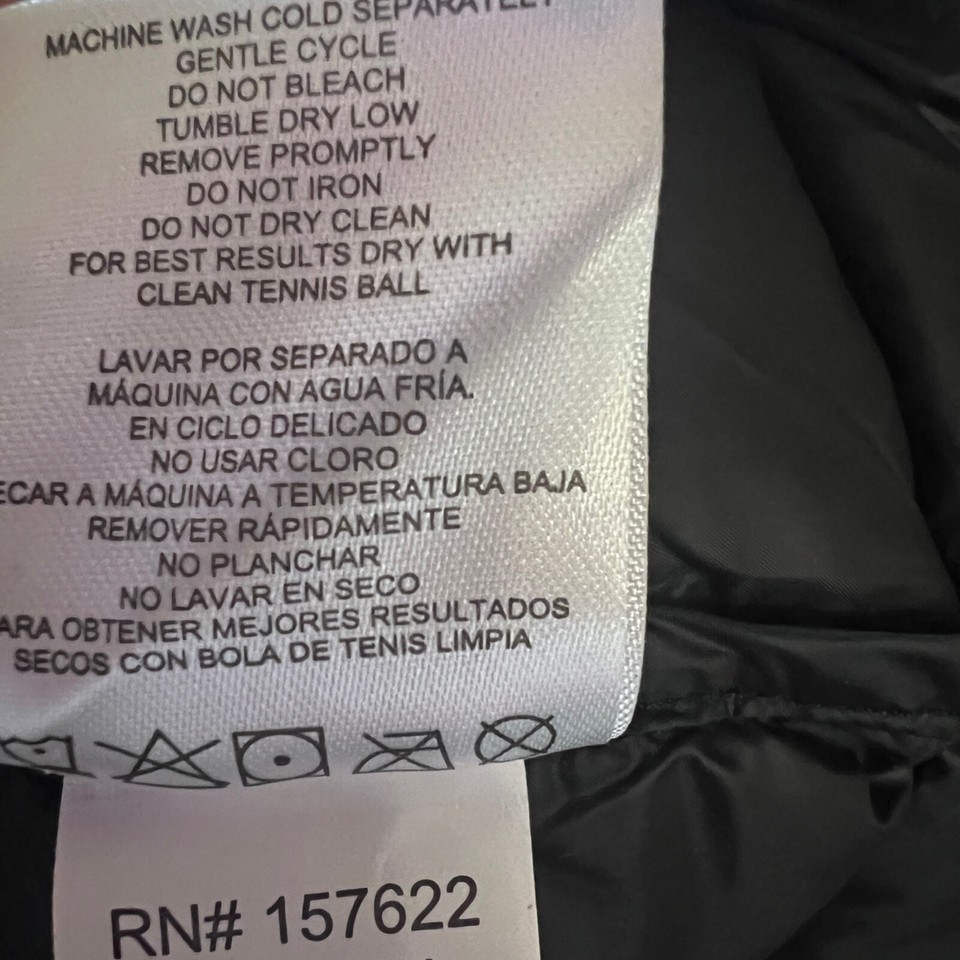 MACHINE WASH COLD SEPARATELY
GENTLE CYCLE
DO NOT BLEACH
TUMBLE DRY LOW
REMOVE PROMPTLY
DO NOT IRON
DO NOT DRY CLEAN
FOR BEST RESULTS DRY WITH
CLEAN TENNIS BALL
LAVAR POR SEPARADO A
MÁQUINA CON AGUA FRÍA.
EN CICLO DELICADO
NO USAR CLORO
ECAR A MÁQUINA A TEMPERATURA BAJA
REMOVER RÁPIDAMENTE
NO PLANCHAR
NO LAVAR EN SECO
ARA OBTENER MEJORES RESULTADOS
SECOS CON BOLA DE TENIS LIMPIA
RN# 157622